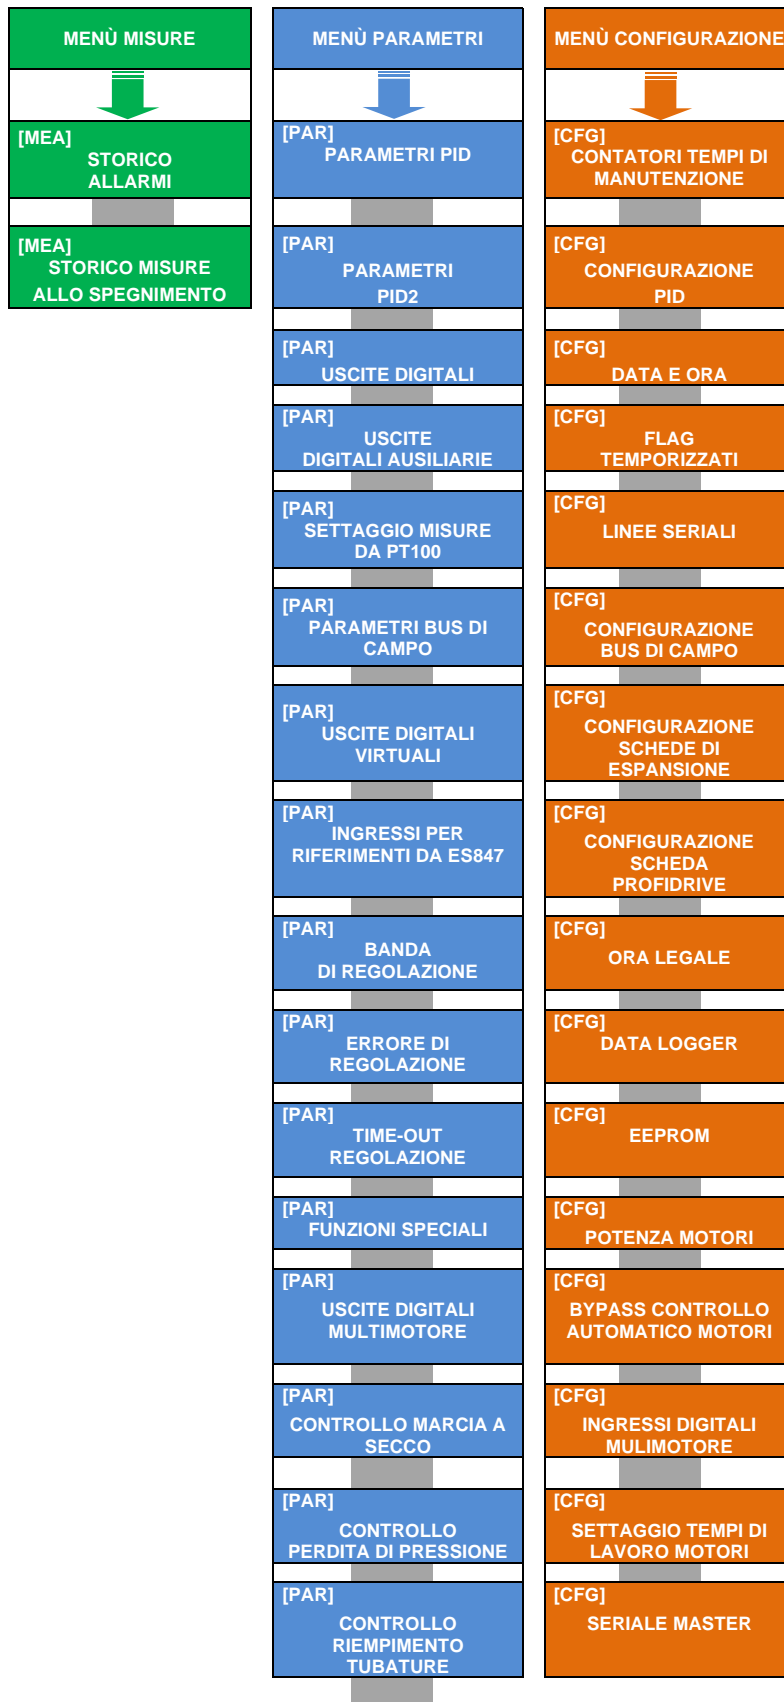 MENÙ MISURE
[MEA]
STORICO
ALLARMI
[MEA]
STORICO MISURE
ALLO SPEGNIMENTO
MENÙ PARAMETRI
[PAR]
PARAMETRI PID
[PAR]
PARAMETRI
PID2
[PAR]
USCITE DIGITALI
[PAR]
USCITE
DIGITALI AUSILIARIE
[PAR]
SETTAGGIO MISURE
DA PT100
[PAR]
PARAMETRI BUS DI
CAMPO
[PAR]
USCITE DIGITALI
VIRTUALI
[PAR]
INGRESSI PER
RIFERIMENTI DA ES847
[PAR]
BANDA
DI REGOLAZIONE
[PAR]
ERRORE DI
REGOLAZIONE
[PAR]
TIME-OUT
REGOLAZIONE
[PAR]
FUNZIONI SPECIALI
[PAR]
USCITE DIGITALI
MULTIMOTORE
[PAR]
CONTROLLO MARCIA A
SECCO
[PAR]
CONTROLLO
PERDITA DI PRESSIONE
[PAR]
CONTROLLO
RIEMPIMENTO
TUBATURE
MENÙ CONFIGURAZIONE
[CFG]
CONTATORI TEMPI DI
MANUTENZIONE
[CFG]
CONFIGURAZIONE
PID
[CFG]
DATA E ORA
[CFG]
FLAG
TEMPORIZZATI
[CFG]
LINEE SERIALI
[CFG]
CONFIGURAZIONE
BUS DI CAMPO
[CFG]
CONFIGURAZIONE
SCHEDE DI
ESPANSIONE
[CFG]
CONFIGURAZIONE
SCHEDA
PROFIDRIVE
[CFG]
ORA LEGALE
[CFG]
DATA LOGGER
[CFG]
EEPROM
[CFG]
POTENZA MOTORI
[CFG]
BYPASS CONTROLLO
AUTOMATICO MOTORI
[CFG]
INGRESSI DIGITALI
MULIMOTORE
[CFG]
SETTAGGIO TEMPI DI
LAVORO MOTORI
[CFG]
SERIALE MASTER